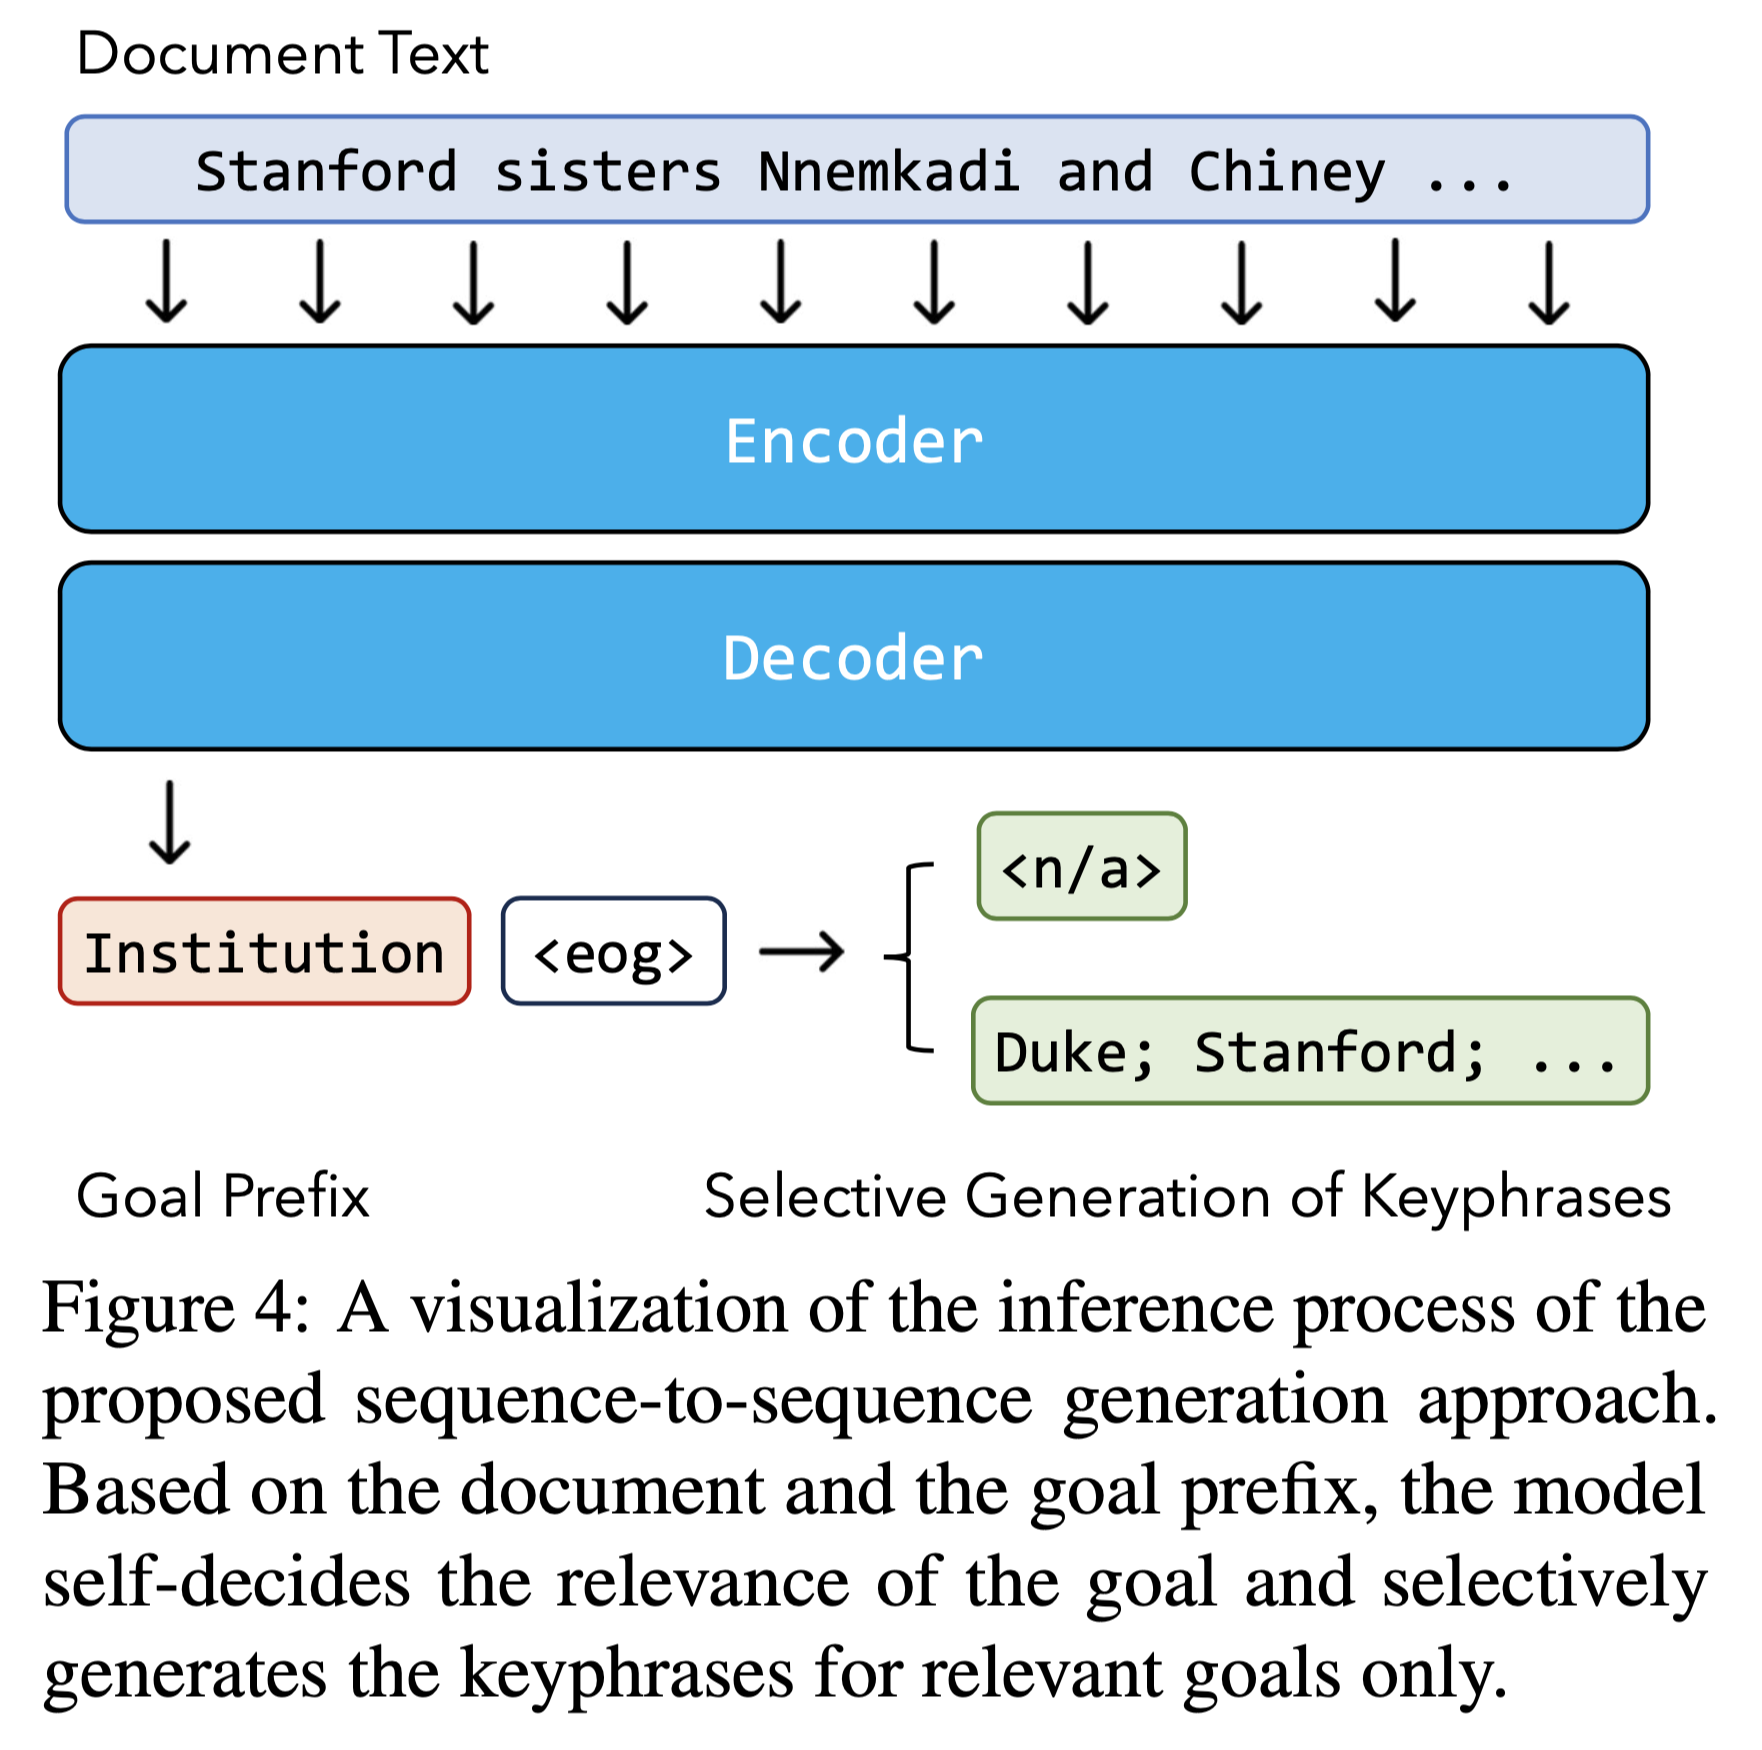 Document Text
Stanford sisters Nnemkadi and Chiney ...
Encoder
Decoder
<n/a>
Institution <eog>
Duke; Stanford; ...
Goal Prefix Selective Generation of Keyphrases
Figure 4: A visualization of the inference process of the
proposed sequence-to-sequence generation approach.
Based on the document and the goal prefix, the model
self-decides the relevance of the goal and selectively
generates the keyphrases for relevant goals only.